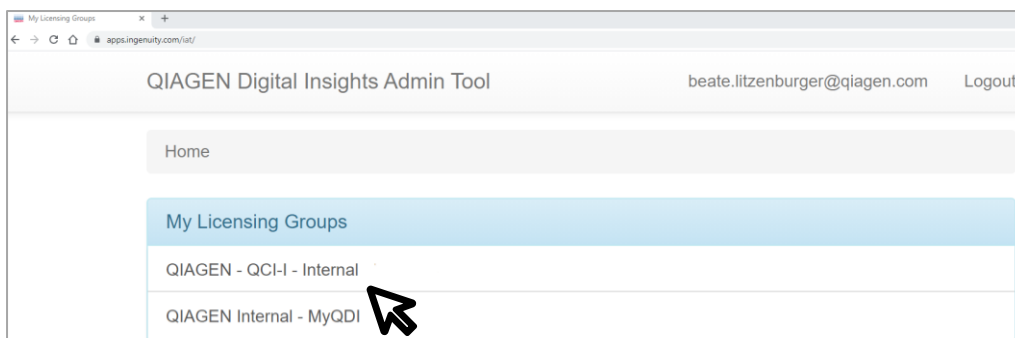 My Licensing Groups
apps.ingenuity.com/iat/
QIAGEN Digital Insights Admin Tool beate.litzenburger@qiagen.com Logout
Home
My Licensing Groups
QIAGEN - QCI-I - Internal
QIAGEN Internal - MyQDI